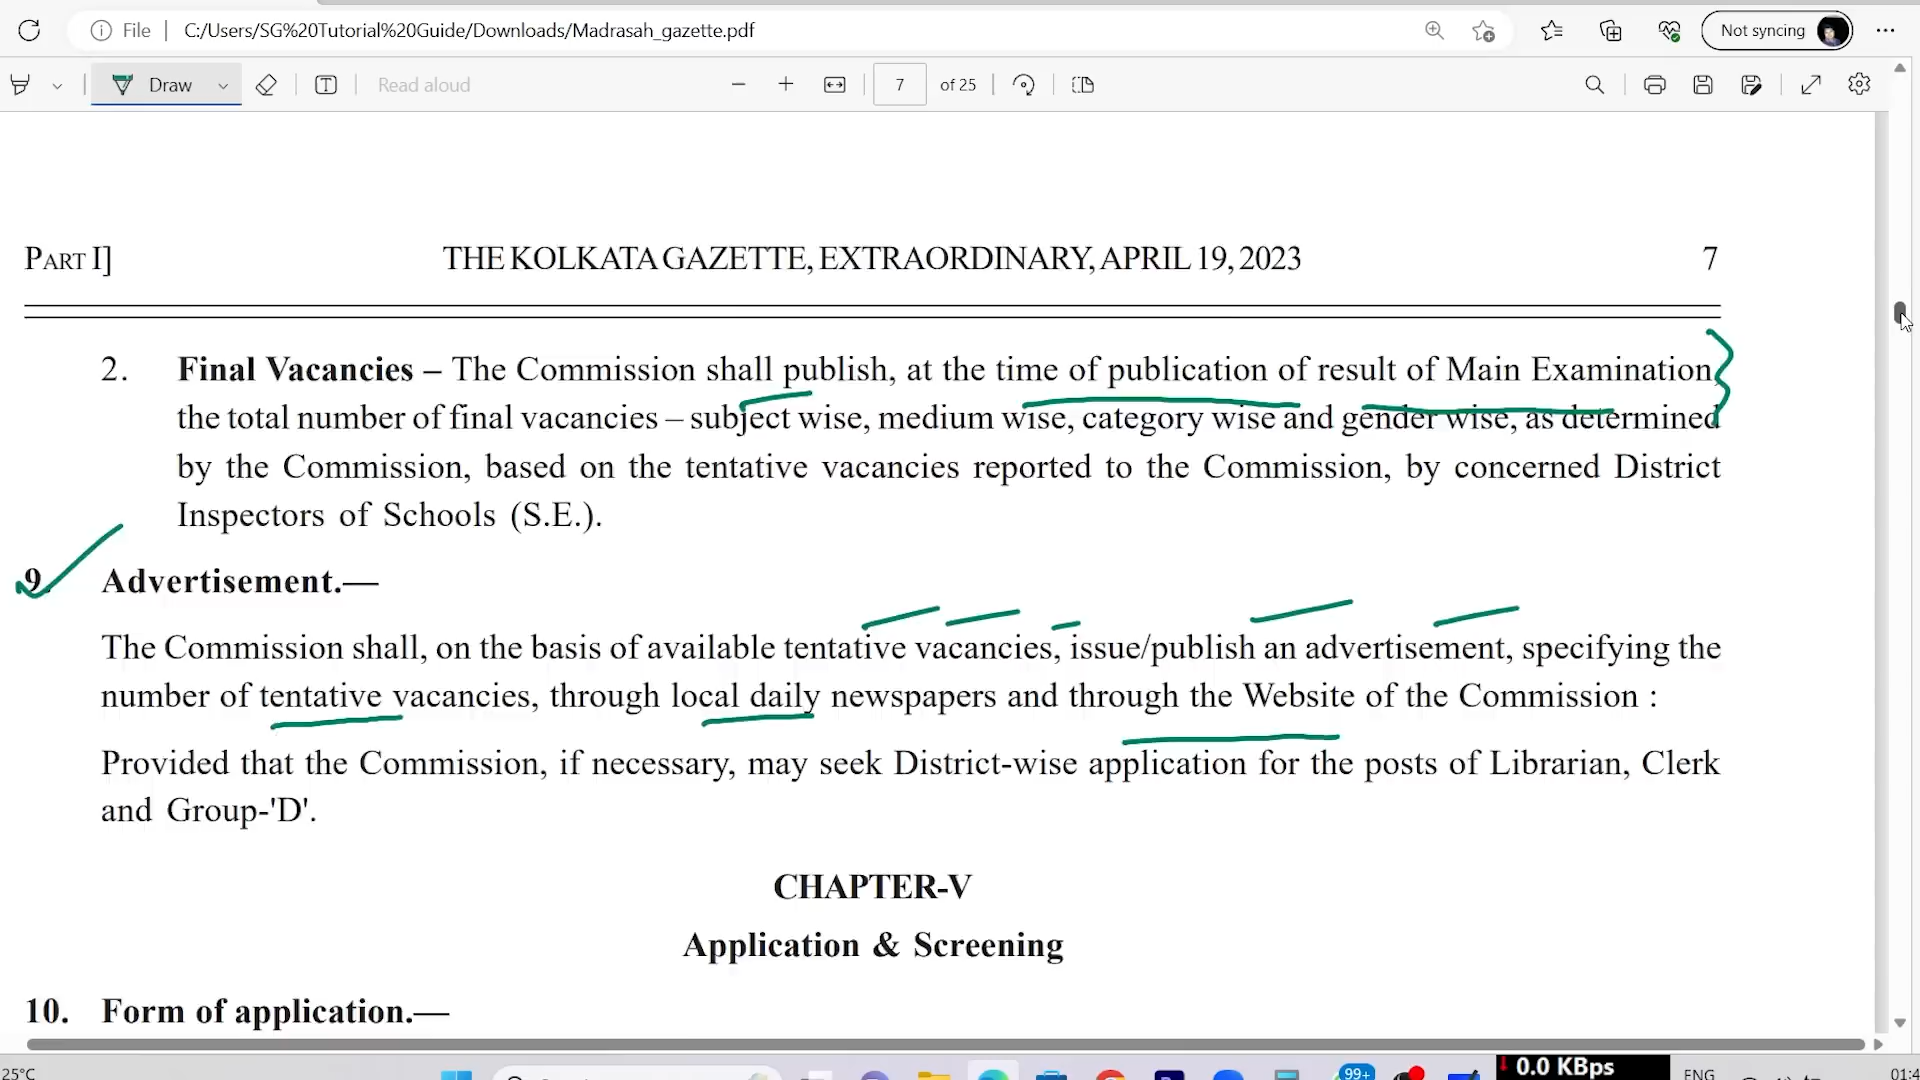 File
C:/Users/SG%20Tutorial%20Guide/Downloads/Madrasah_gazette.pdf
Not syncing
Draw
Read aloud
7
of 25
PART I]
THE KOLKATA GAZETTE, EXTRAORDINARY, APRIL 19, 2023
7
2. Final Vacancies – The Commission shall publish, at the time of publication of result of Main Examination,
the total number of final vacancies – subject wise, medium wise, category wise and gender wise, as determined
by the Commission, based on the tentative vacancies reported to the Commission, by concerned District
Inspectors of Schools (S.E.).
9. Advertisement.—
The Commission shall, on the basis of available tentative vacancies, issue/publish an advertisement, specifying the
number of tentative vacancies, through local daily newspapers and through the Website of the Commission :
Provided that the Commission, if necessary, may seek District-wise application for the posts of Librarian, Clerk
and Group-'D'.
CHAPTER-V
Application & Screening
10. Form of application.—
25°C
99+
0.0 KBps
ENG